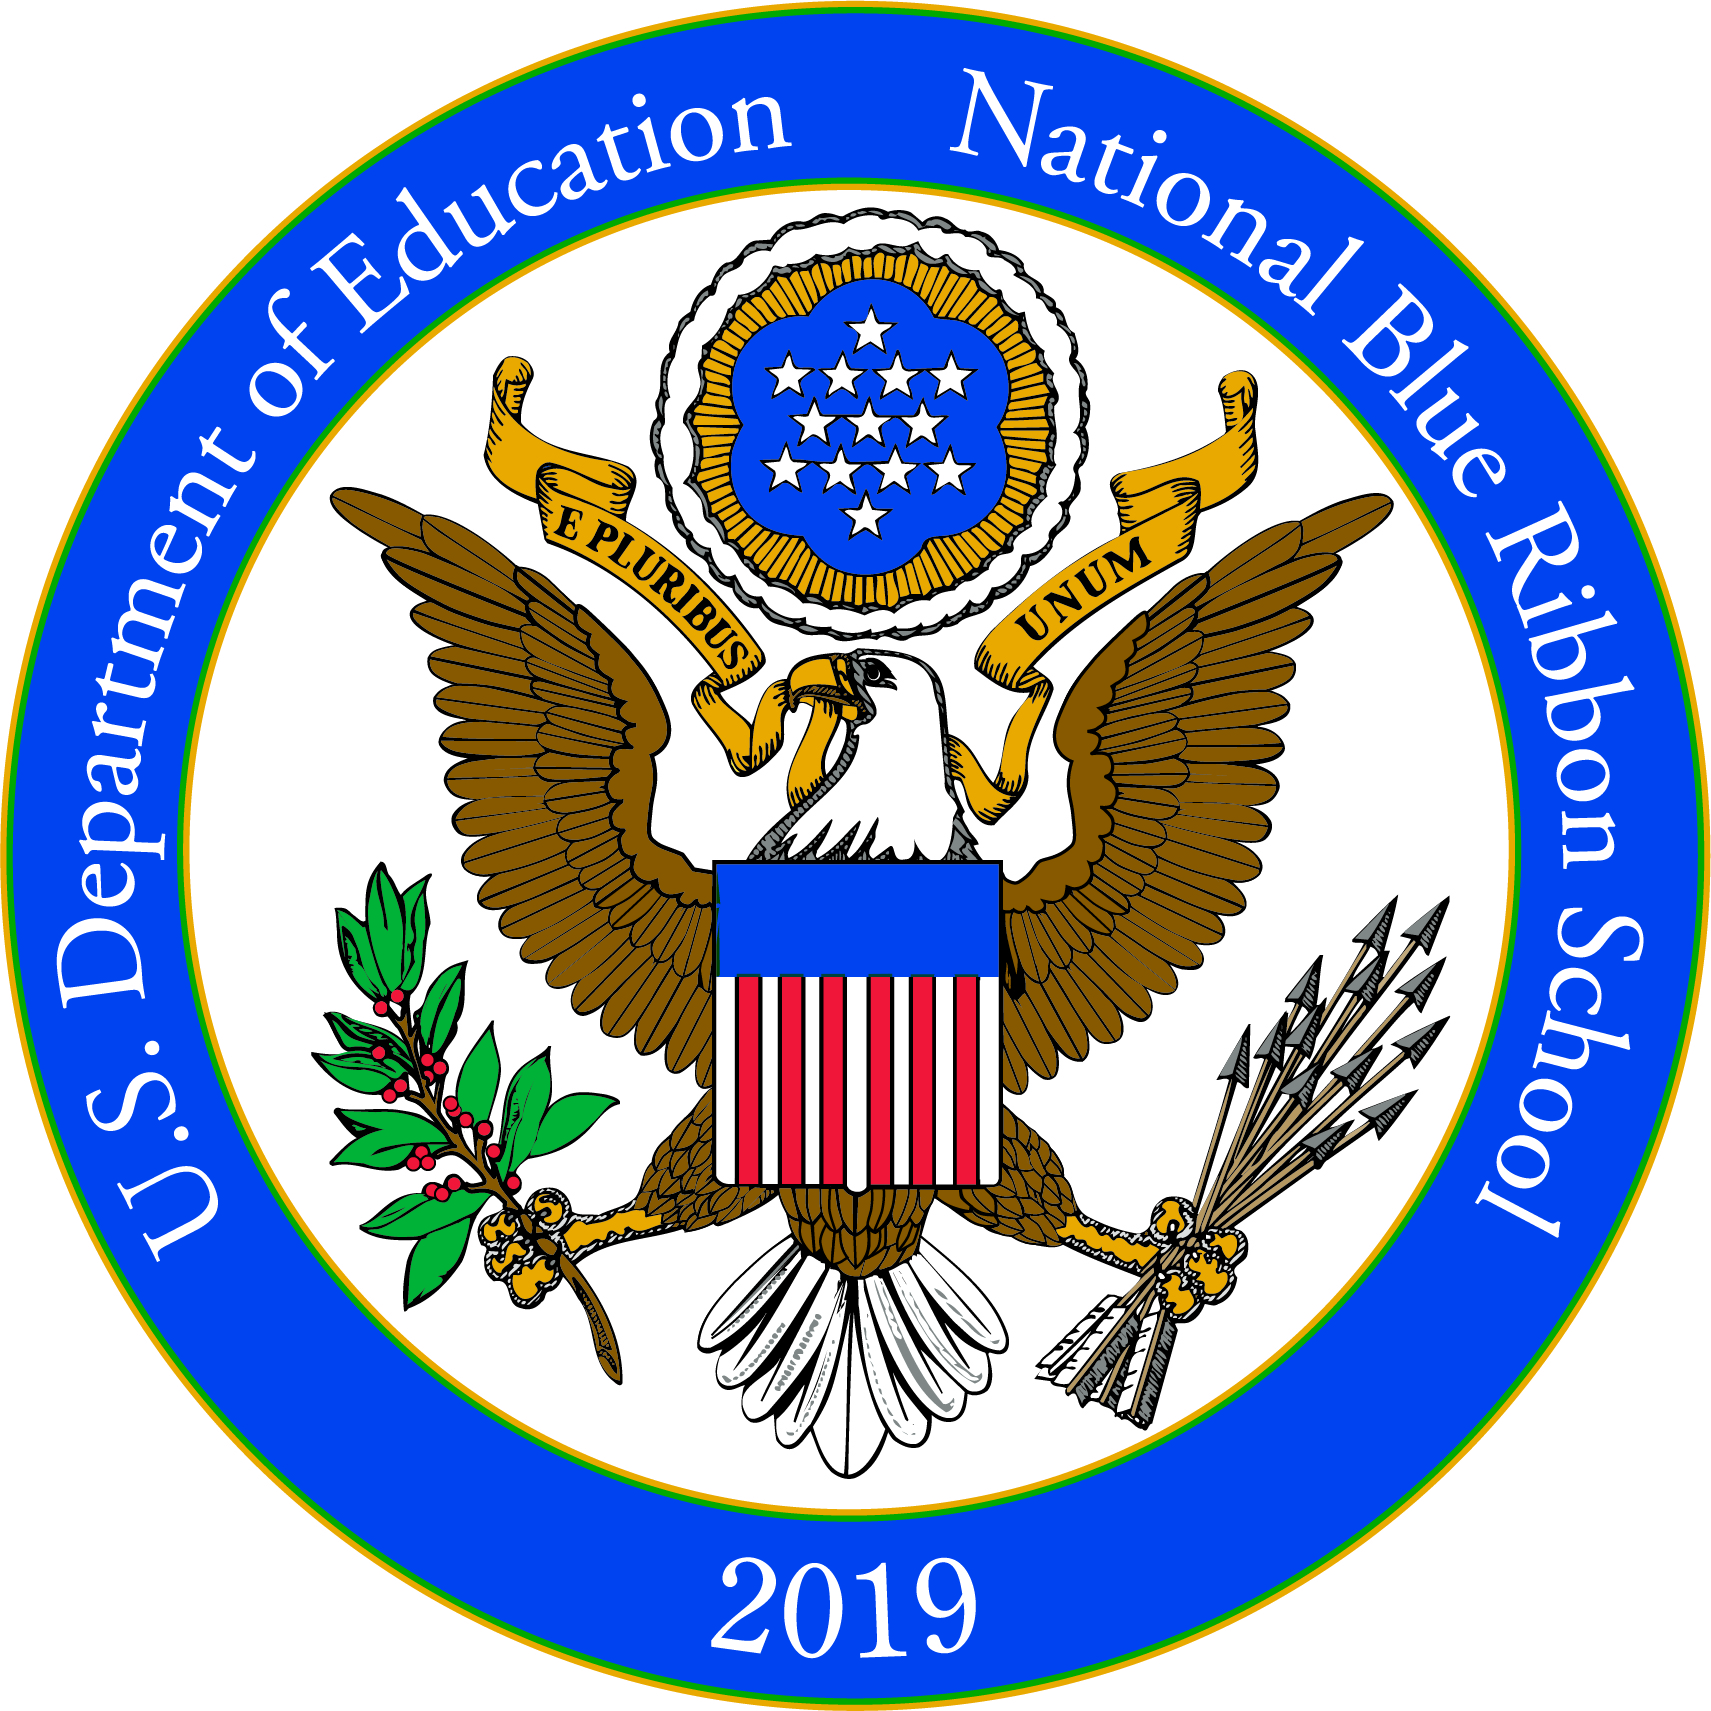 U.S. Department of Education National Blue Ribbon School
E PLURIBUS UNUM
2019